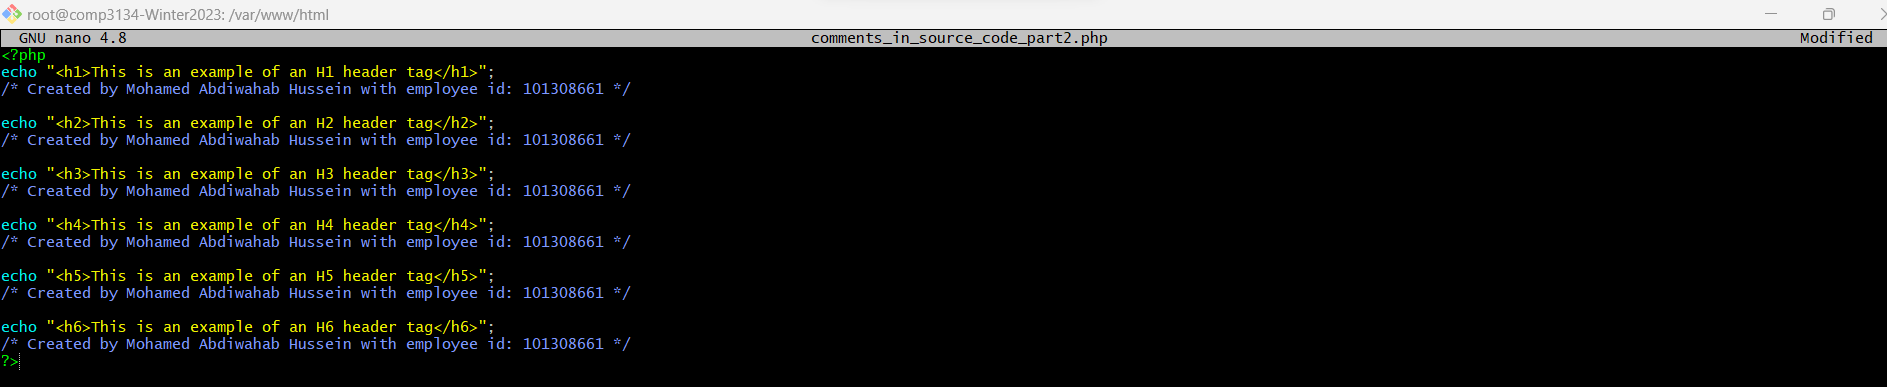 root@comp3134-Winter2023: /var/www/html
GNU nano 4.8 comments_in_source_code_part2.php Modified
<?php
echo "<h1>This is an example of an H1 header tag</h1>";
/* Created by Mohamed Abdiwahab Hussein with employee id: 101308661 */
echo "<h2>This is an example of an H2 header tag</h2>";
/* Created by Mohamed Abdiwahab Hussein with employee id: 101308661 */
echo "<h3>This is an example of an H3 header tag</h3>";
/* Created by Mohamed Abdiwahab Hussein with employee id: 101308661 */
echo "<h4>This is an example of an H4 header tag</h4>";
/* Created by Mohamed Abdiwahab Hussein with employee id: 101308661 */
echo "<h5>This is an example of an H5 header tag</h5>";
/* Created by Mohamed Abdiwahab Hussein with employee id: 101308661 */
echo "<h6>This is an example of an H6 header tag</h6>";
/* Created by Mohamed Abdiwahab Hussein with employee id: 101308661 */
?>